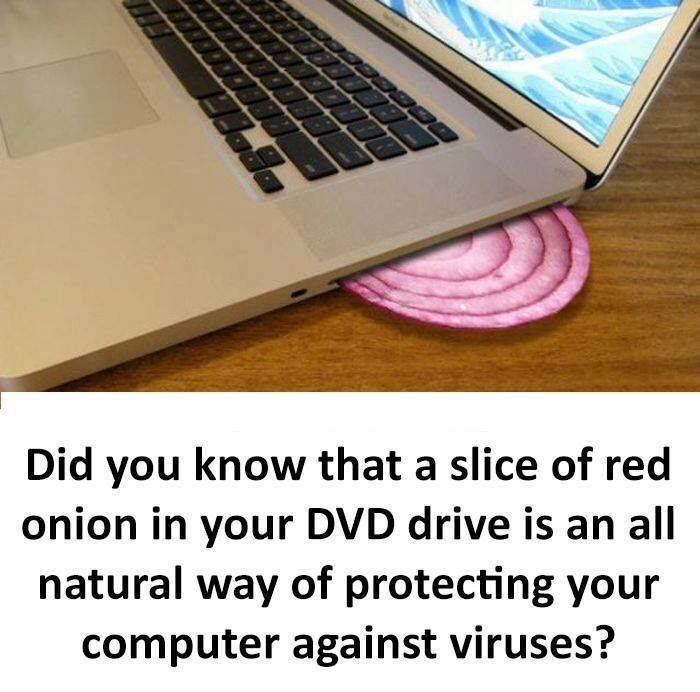 Did you know that a slice of red
onion in your DVD drive is an all
natural way of protecting your
computer against viruses?